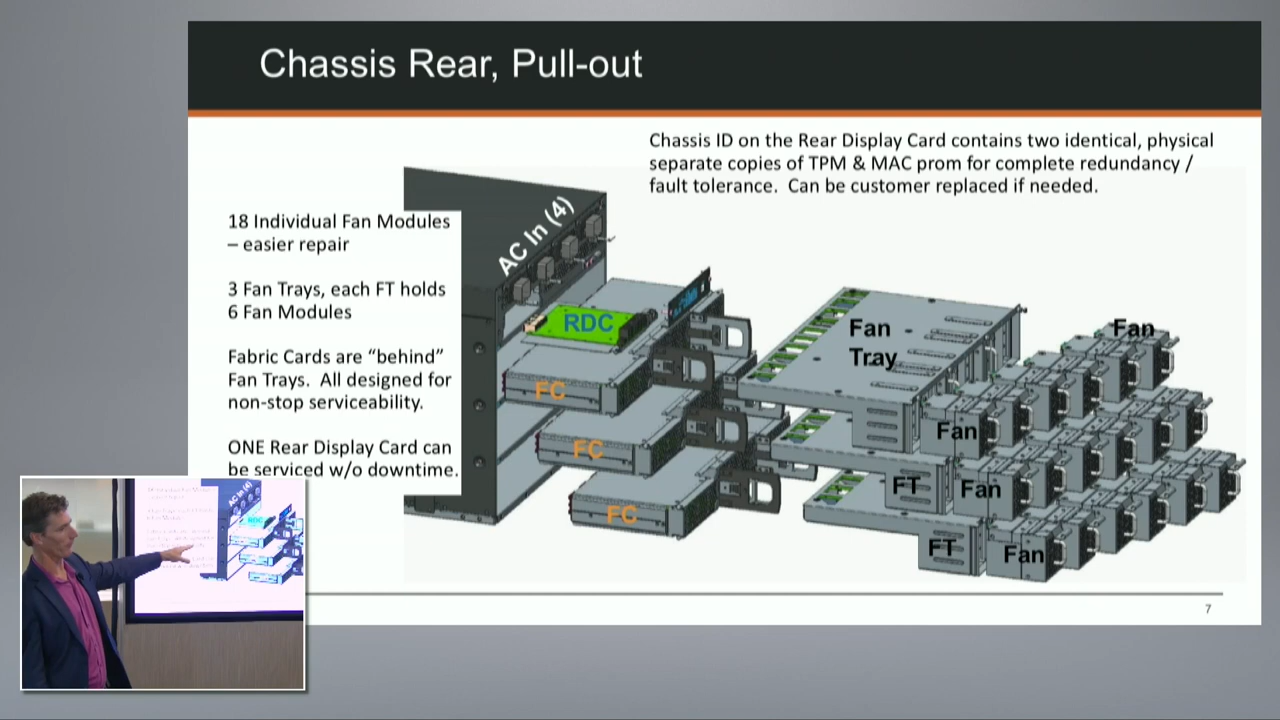 Chassis Rear, Pull-out
Chassis ID on the Rear Display Card contains two identical, physical
separate copies of TPM & MAC prom for complete redundancy /
fault tolerance.  Can be customer replaced if needed.
18 Individual Fan Modules
– easier repair
3 Fan Trays, each FT holds
6 Fan Modules
Fabric Cards are “behind”
Fan Trays.  All designed for
non-stop serviceability.
ONE Rear Display Card can
be serviced w/o downtime.
AC In (4)
RDC
FC
FC
FC
Fan
Tray
Fan
Fan
FT
Fan
FT
Fan
7
AC In (4)
RDC